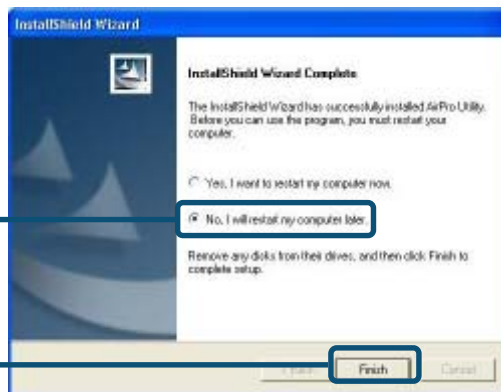 InstallShield Wizard
InstallShield Wizard Complete
The InstallShield Wizard has successfully installed AirPro Utility.
Before you can use the program, you must restart your
computer.
Yes, I want to restart my computer now.
No, I will restart my computer later.
Remove any disks from their drives, and then click Finish to
complete setup.
< Back Finish Cancel